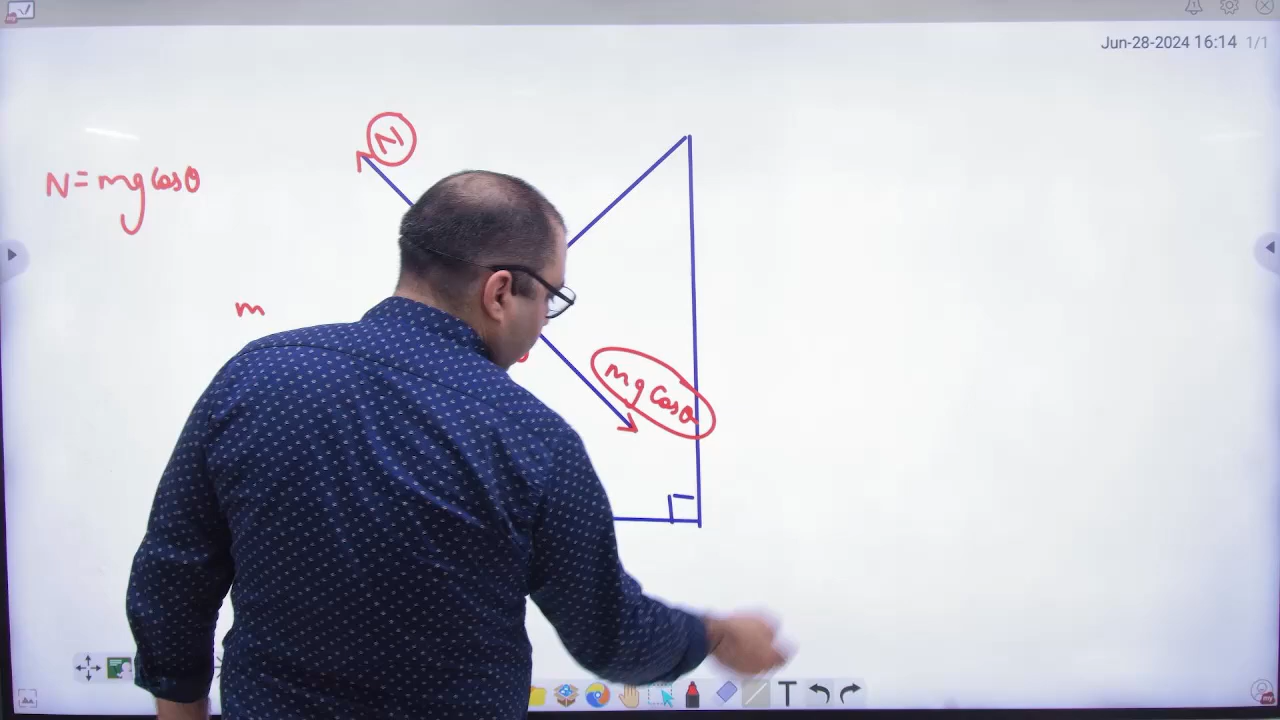 Jun-28-2024 16:14 1/1
N
N = mg cosθ
m
mg cosθ
T